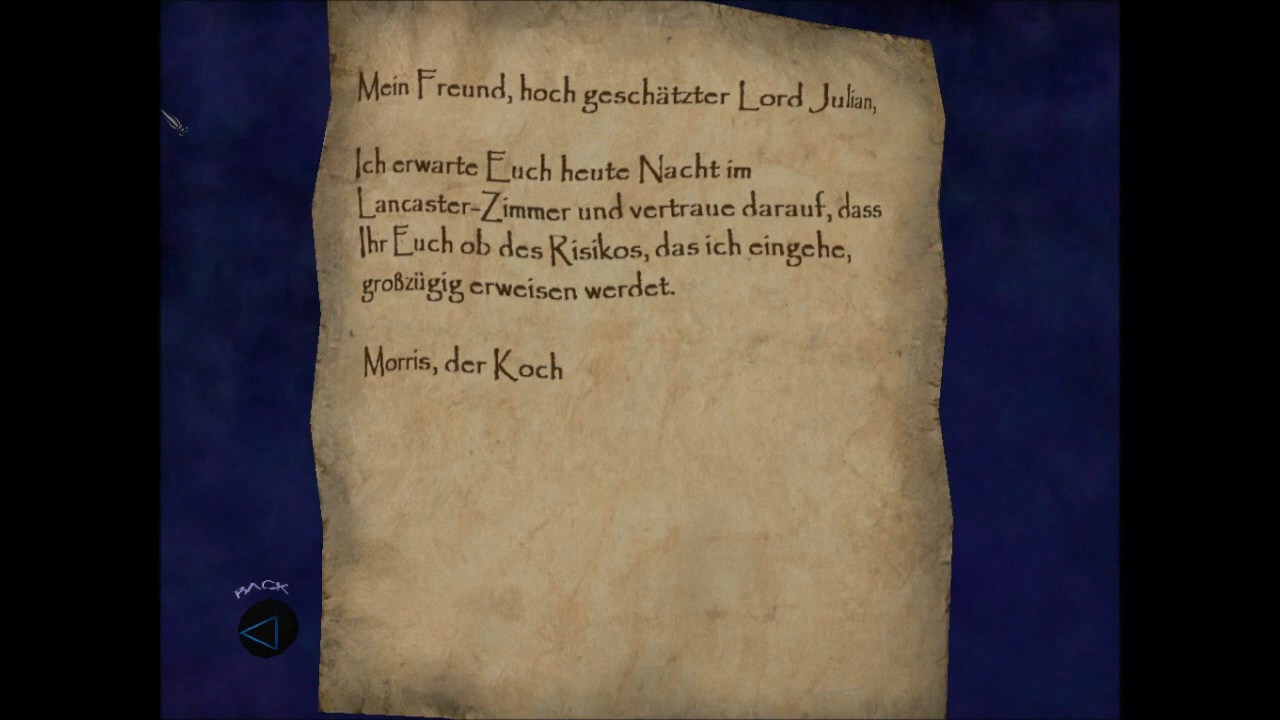 Mein Freund, hoch geschätzter Lord Julian,
Ich erwarte Euch heute Nacht im
Lancaster-Zimmer und vertraue darauf, dass
Ihr Euch ob des Risikos, das ich eingehe,
großzügig erweisen werdet.
Morris, der Koch
BACK